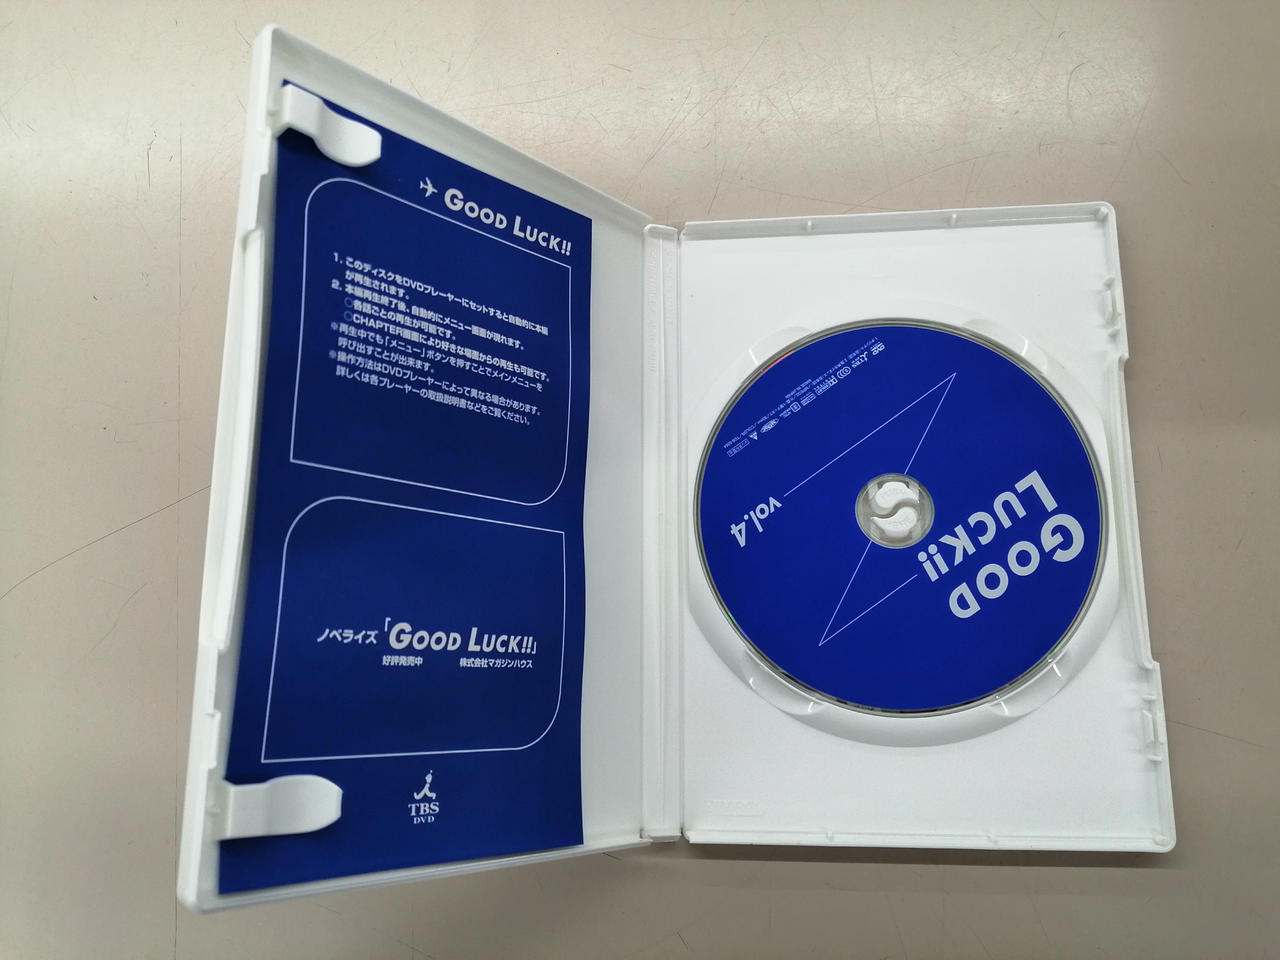 GOOD LUCK!!
1. このディスクをDVDプレーヤーにセットすると自動的に本編
が再生されます。
2. 本編再生終了後、自動的にメニュー画面が現れます。
○各話ごとの再生が可能です。
○CHAPTER画面により好きな場面からの再生も可能です。
※再生中でも「メニュー」ボタンを押すことでメインメニューを
呼び出すことが出来ます。
※操作方法はDVDプレーヤーによって異なる場合があります。
詳しくは各プレーヤーの取扱説明書などをご覧ください。
ノベライズ「GOOD LUCK!!」
好評発売中 株式会社マガジンハウス
TBS
DVD
GOOD
LUCK!!
vol.4